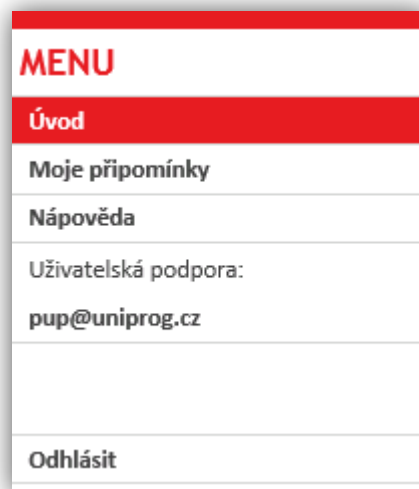 MENU
Úvod
Moje připomínky
Nápověda
Uživatelská podpora:
pup@uniprog.cz
Odhlásit